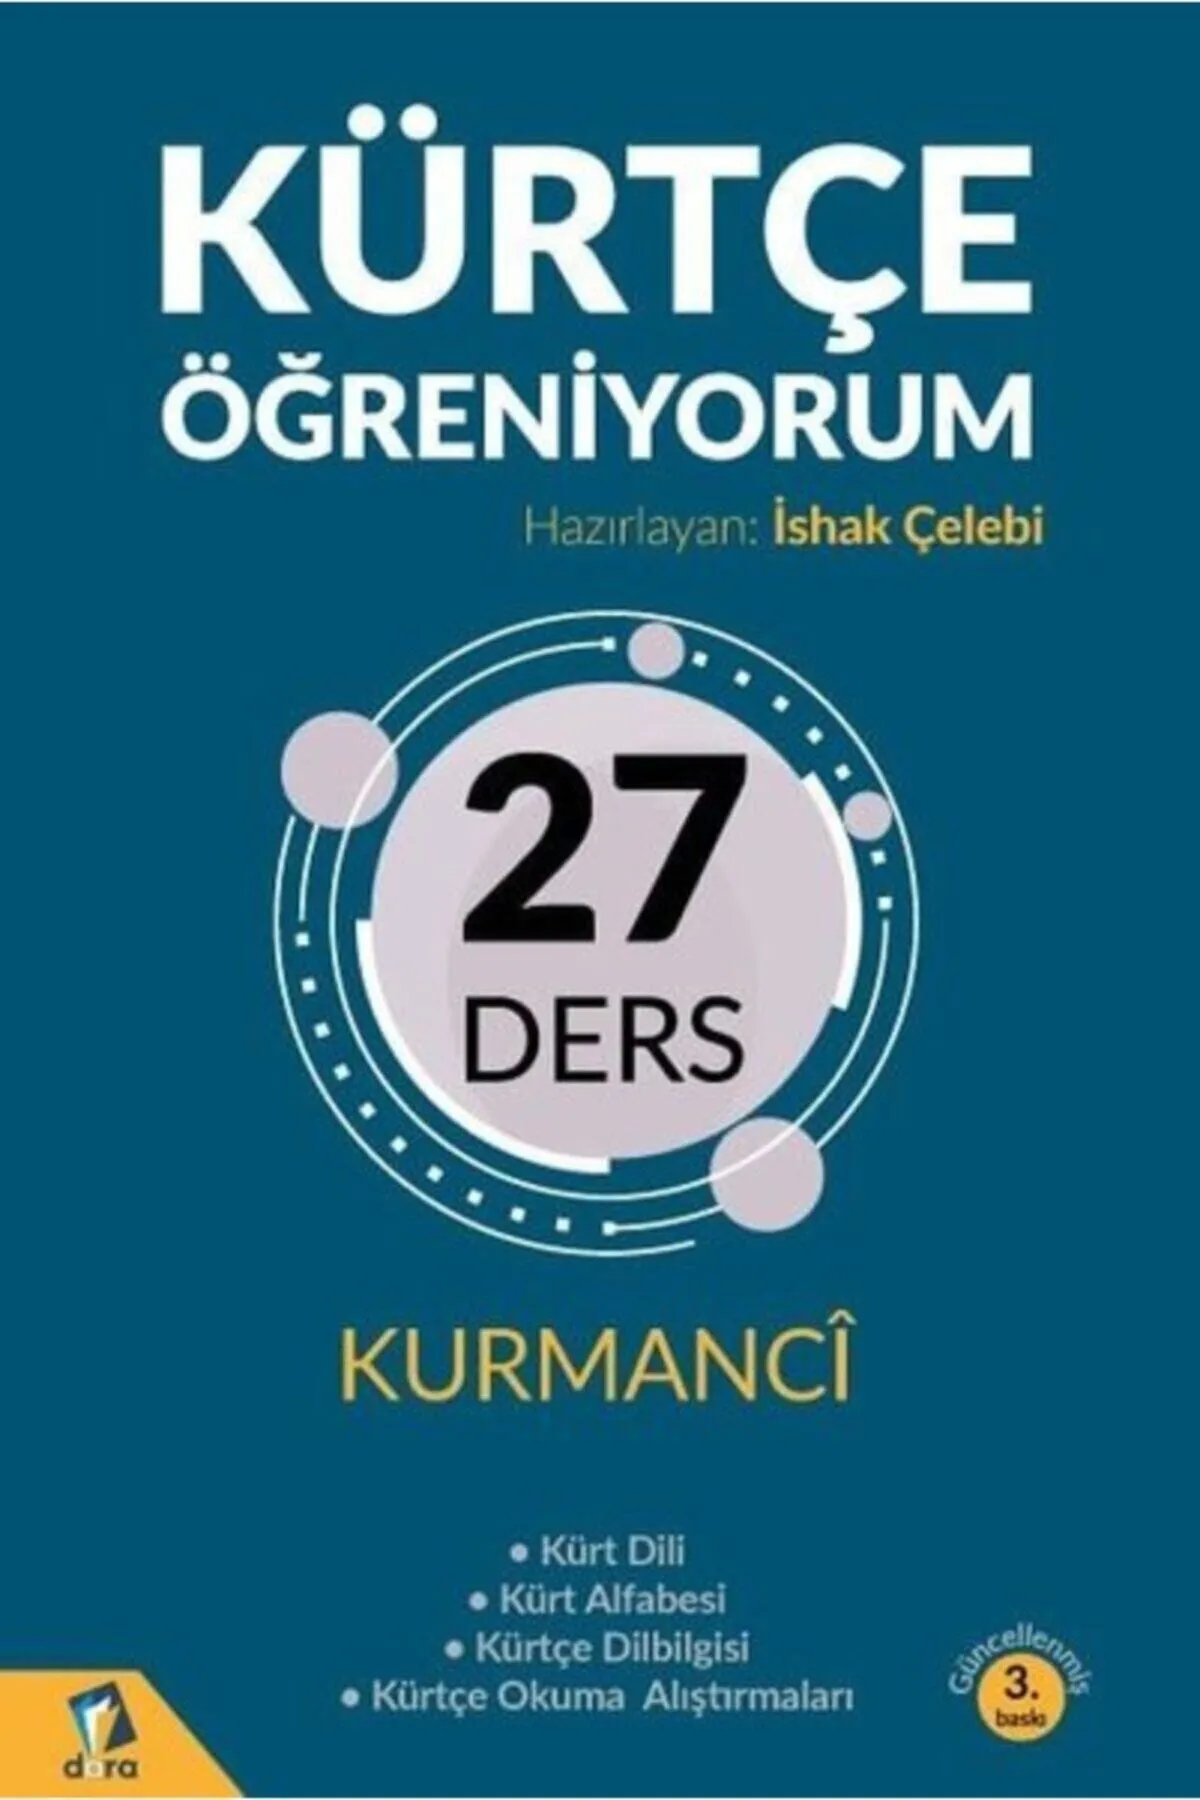 KÜRTÇE
ÖĞRENİYORUM
Hazırlayan: İshak Çelebi
27
DERS
KURMANCÎ
• Kürt Dili
• Kürt Alfabesi
• Kürtçe Dilbilgisi
• Kürtçe Okuma Alıştırmaları
Güncellenmiş
3.
baskı
dara